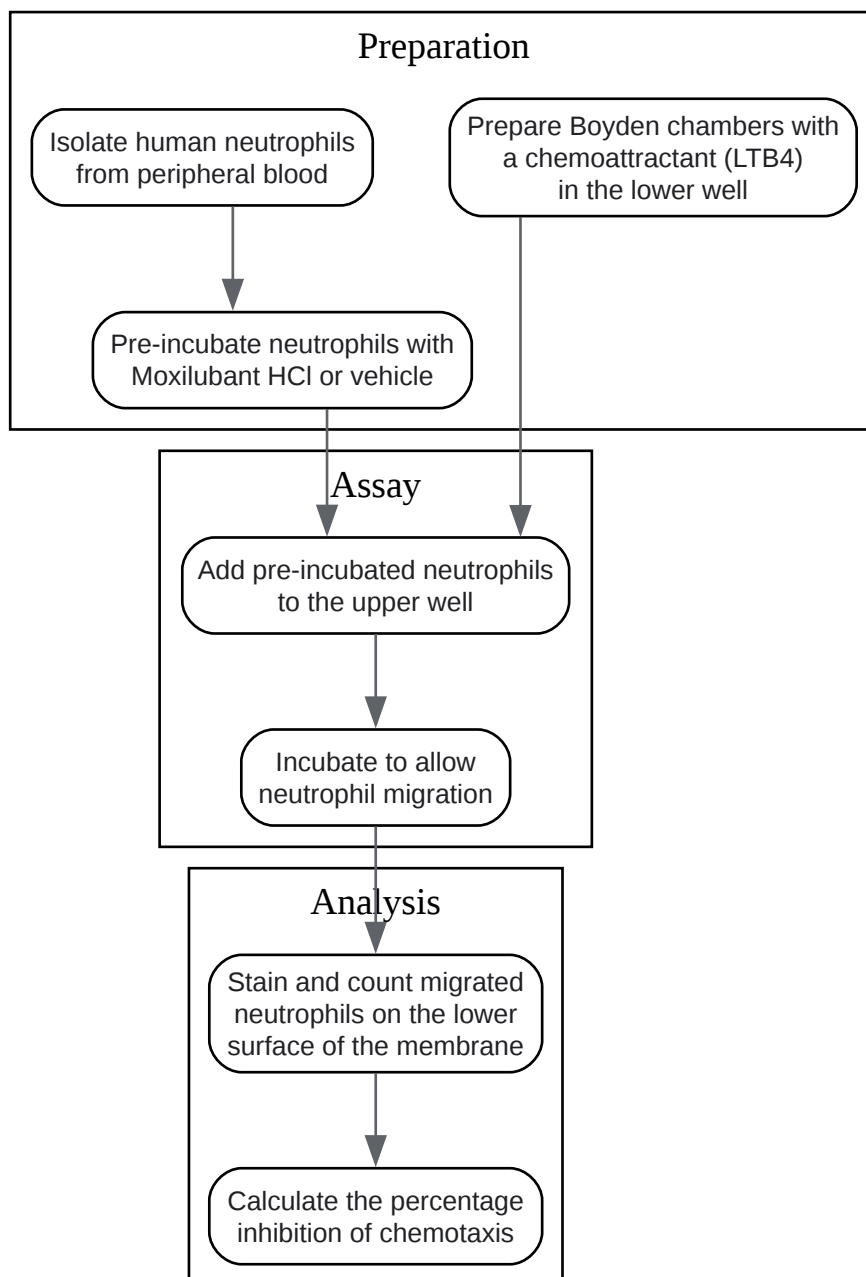 Preparation
Isolate human neutrophils
from peripheral blood
Prepare Boyden chambers with
a chemoattractant (LTB4)
in the lower well
Pre-incubate neutrophils with
Moxilubant HCl or vehicle
Assay
Add pre-incubated neutrophils
to the upper well
Incubate to allow
neutrophil migration
Analysis
Stain and count migrated
neutrophils on the lower
surface of the membrane
Calculate the percentage
inhibition of chemotaxis